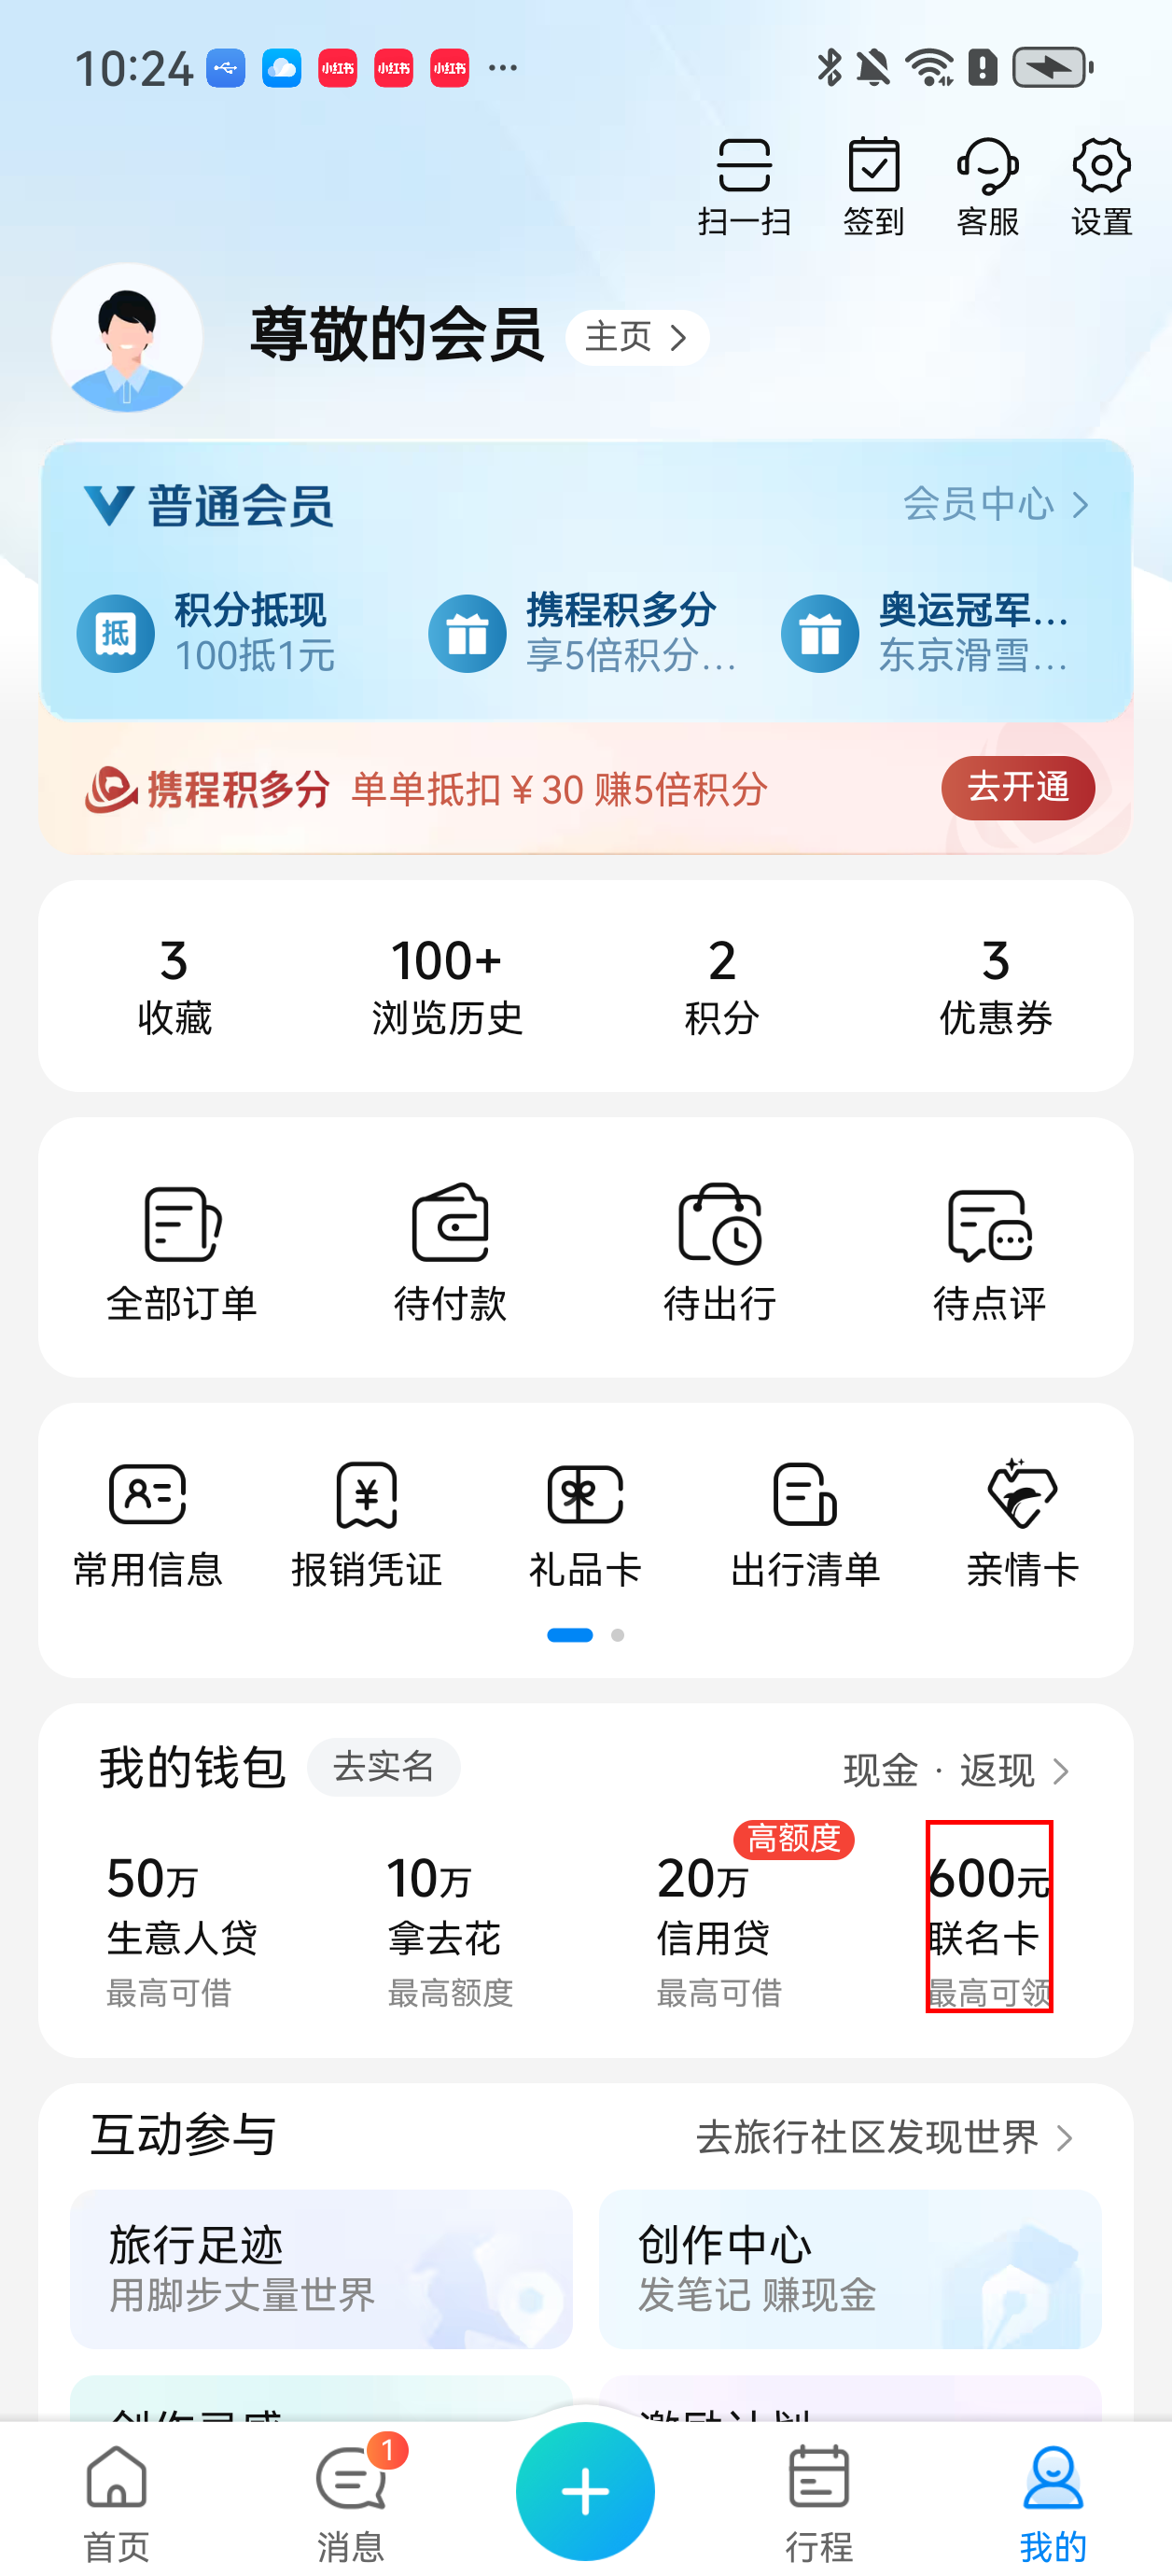 10:24 小红书 小红书 小红书 ···
扫一扫 签到 客服 设置
尊敬的会员 主页
普通会员 会员中心
抵 积分抵现 携程积多分 奥运冠军...
100抵1元 享5倍积分... 东京滑雪...
携程积多分 单单抵扣¥30 赚5倍积分 去开通
3 100+ 2 3
收藏 浏览历史 积分 优惠券
全部订单 待付款 待出行 待点评
常用信息 报销凭证 礼品卡 出行清单 亲情卡
我的钱包 去实名 现金 · 返现
高额度
50万 10万 20万 600元
生意人贷 拿去花 信用贷 联名卡
最高可借 最高额度 最高可借 最高可领
互动参与 去旅行社区发现世界
旅行足迹 创作中心
用脚步丈量世界 发笔记 赚现金
创作灵感 激励计划
1
首页 消息 行程 我的